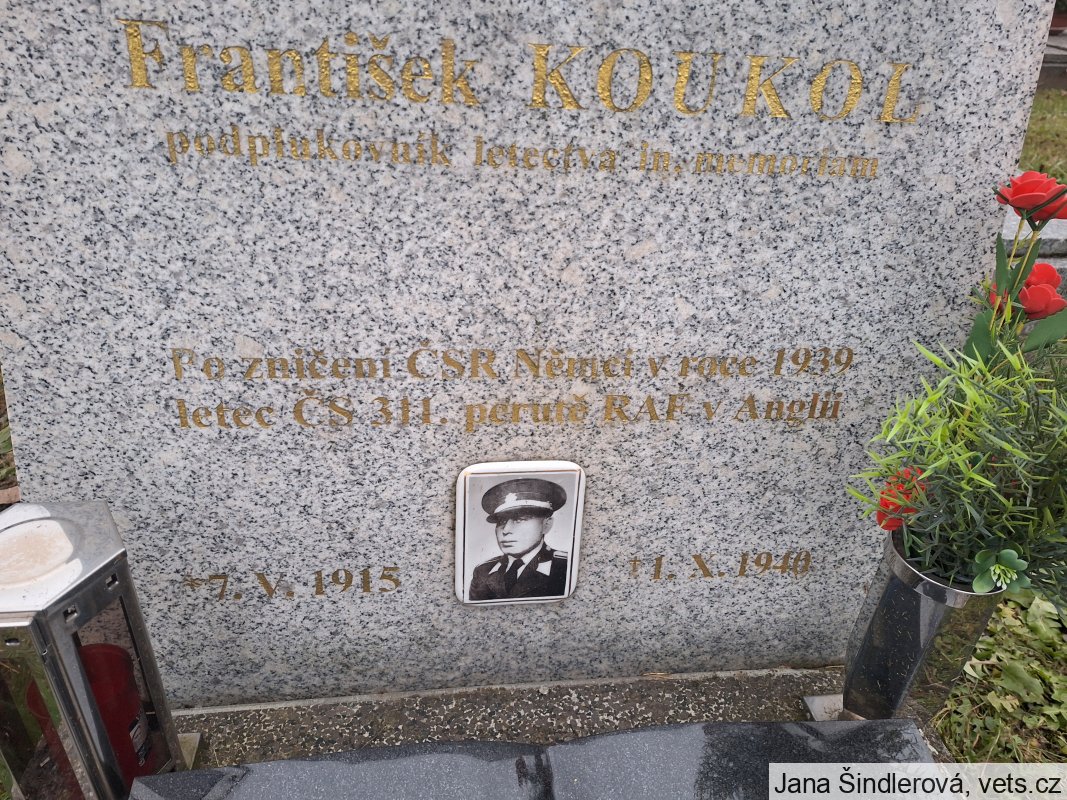 František KOUKOL
podplukovník letectva in. memoriam
Po zničení ČSR Němci v roce 1939
letec ČS 311. perutě RAF v Anglii
*7. V. 1915
†1. X. 1940
Jana Šindlerová, vets.cz